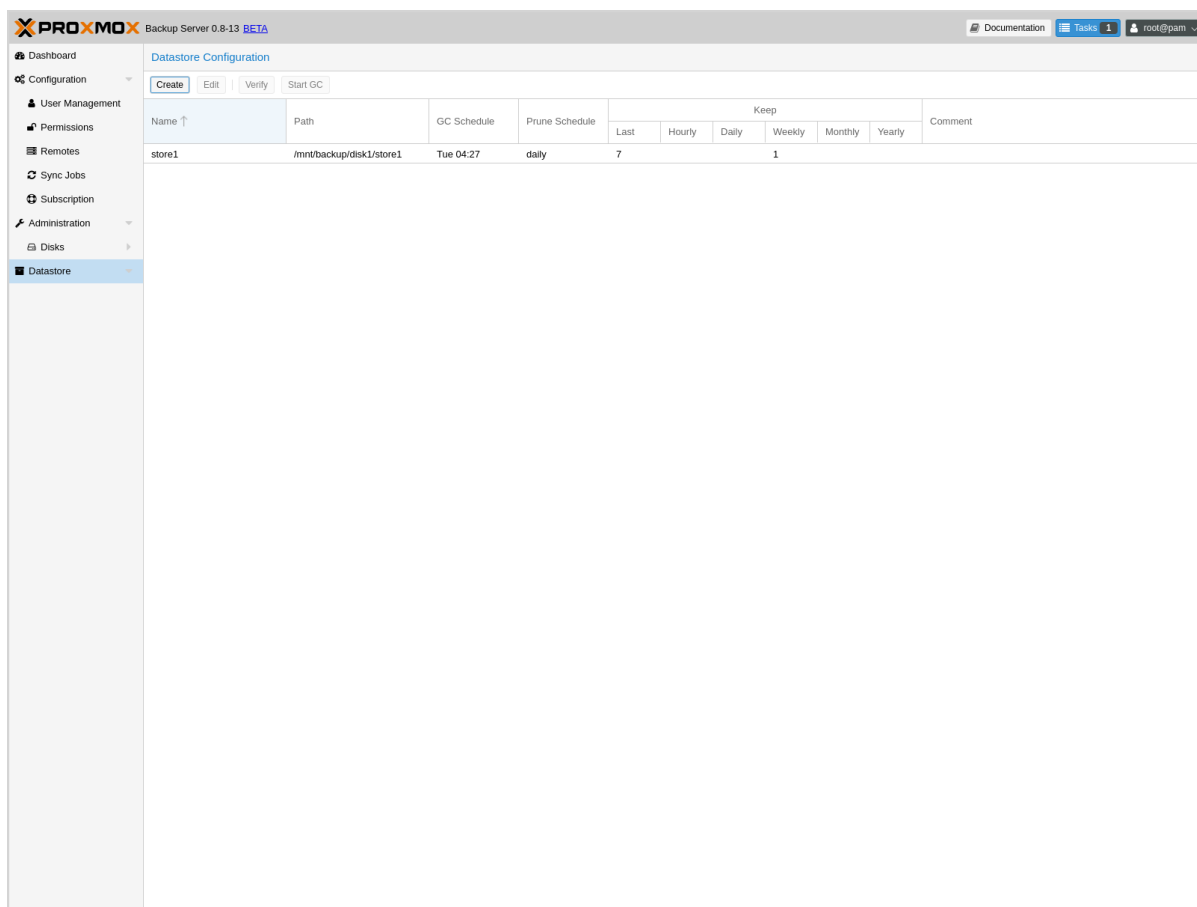 PROXMOX Backup Server 0.8-13 BETA Documentation Tasks 1 root@pam
Dashboard
Configuration
User Management
Permissions
Remotes
Sync Jobs
Subscription
Administration
Disks
Datastore
Datastore Configuration
Create Edit Verify Start GC
Name Path GC Schedule Prune Schedule Keep Comment
Last Hourly Daily Weekly Monthly Yearly
store1 /mnt/backup/disk1/store1 Tue 04:27 daily 7 1